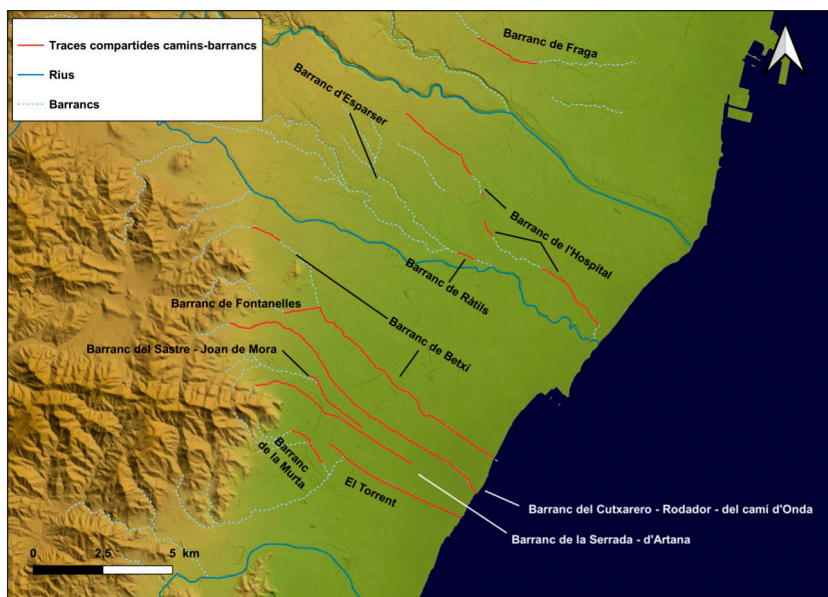 Traces compartides camins-barrancs
Rius
Barrancs
Barranc de Fraga
Barranc d'Esparser
Barranc de l'Hospital
Barranc de Ràtils
Barranc de Fontanelles
Barranc de Betxí
Barranc del Sastre - Joan de Mora
Barranc
de la Murta
El Torrent
Barranc del Cutxarero - Rodador - del camí d'Onda
Barranc de la Serrada - d'Artana
0 2,5 5 km